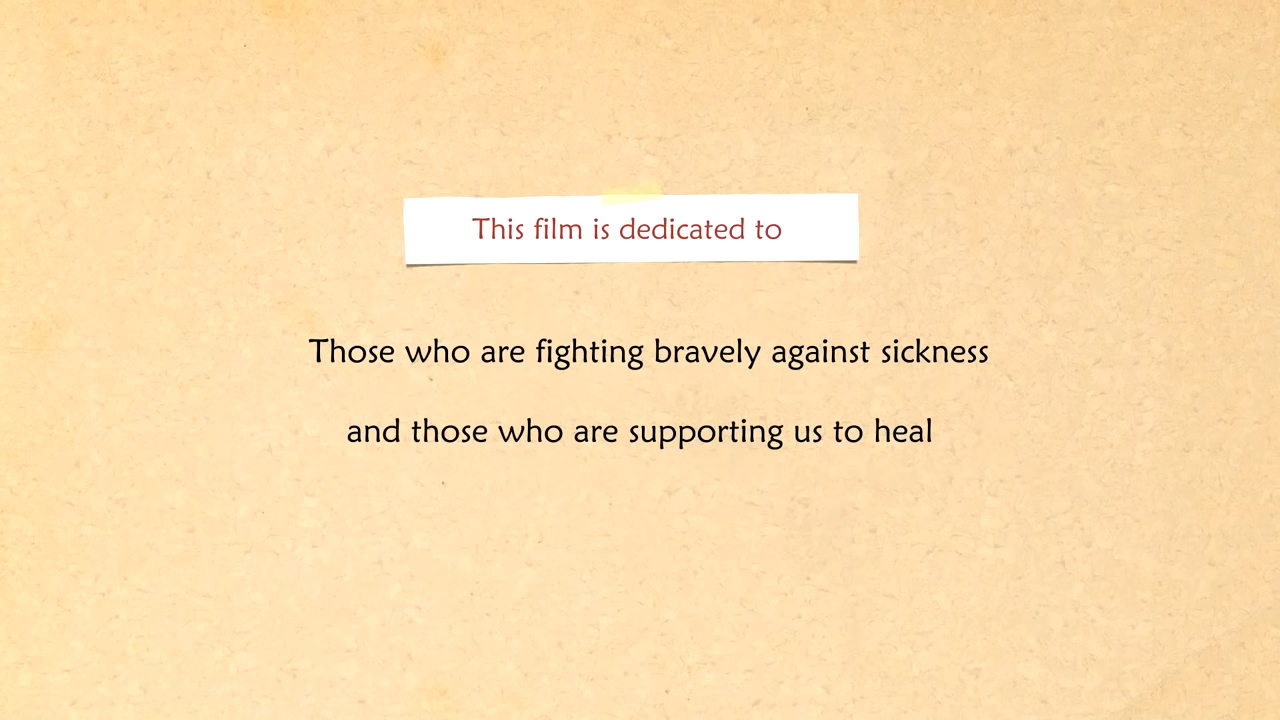 This film is dedicated to
Those who are fighting bravely against sickness
and those who are supporting us to heal